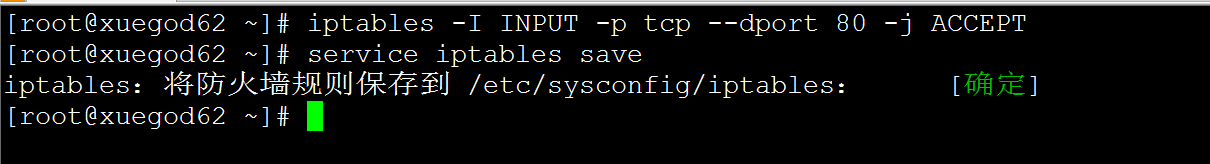 [root@xuegod62 ~]# iptables -I INPUT -p tcp --dport 80 -j ACCEPT
[root@xuegod62 ~]# service iptables save
iptables：将防火墙规则保存到 /etc/sysconfig/iptables：     [确定]
[root@xuegod62 ~]#